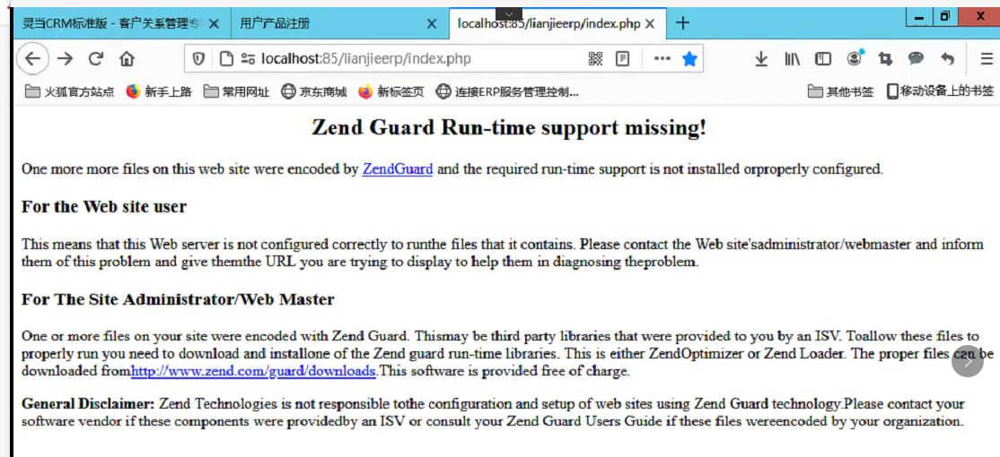 灵当CRM标准版 - 客户关系管理专
用户产品注册
localhost:85/lianjieerp/index.php
localhost:85/lianjieerp/index.php
火狐官方站点 新手上路 常用网址 京东商城 新标签页 连接ERP服务管理控制... 其他书签 移动设备上的书签
Zend Guard Run-time support missing!
One more more files on this web site were encoded by ZendGuard and the required run-time support is not installed orproperly configured.
For the Web site user
This means that this Web server is not configured correctly to runthe files that it contains. Please contact the Web site'sadministrator/webmaster and inform
them of this problem and give themthe URL you are trying to display to help them in diagnosing theproblem.
For The Site Administrator/Web Master
One or more files on your site were encoded with Zend Guard. Thismay be third party libraries that were provided to you by an ISV. Toallow these files to
properly run you need to download and installone of the Zend guard run-time libraries. This is either ZendOptimizer or Zend Loader. The proper files can be
downloaded fromhttp://www.zend.com/guard/downloads.This software is provided free of charge.
General Disclaimer: Zend Technologies is not responsible tothe configuration and setup of web sites using Zend Guard technology.Please contact your
software vendor if these components were providedby an ISV or consult your Zend Guard Users Guide if these files wereencoded by your organization.